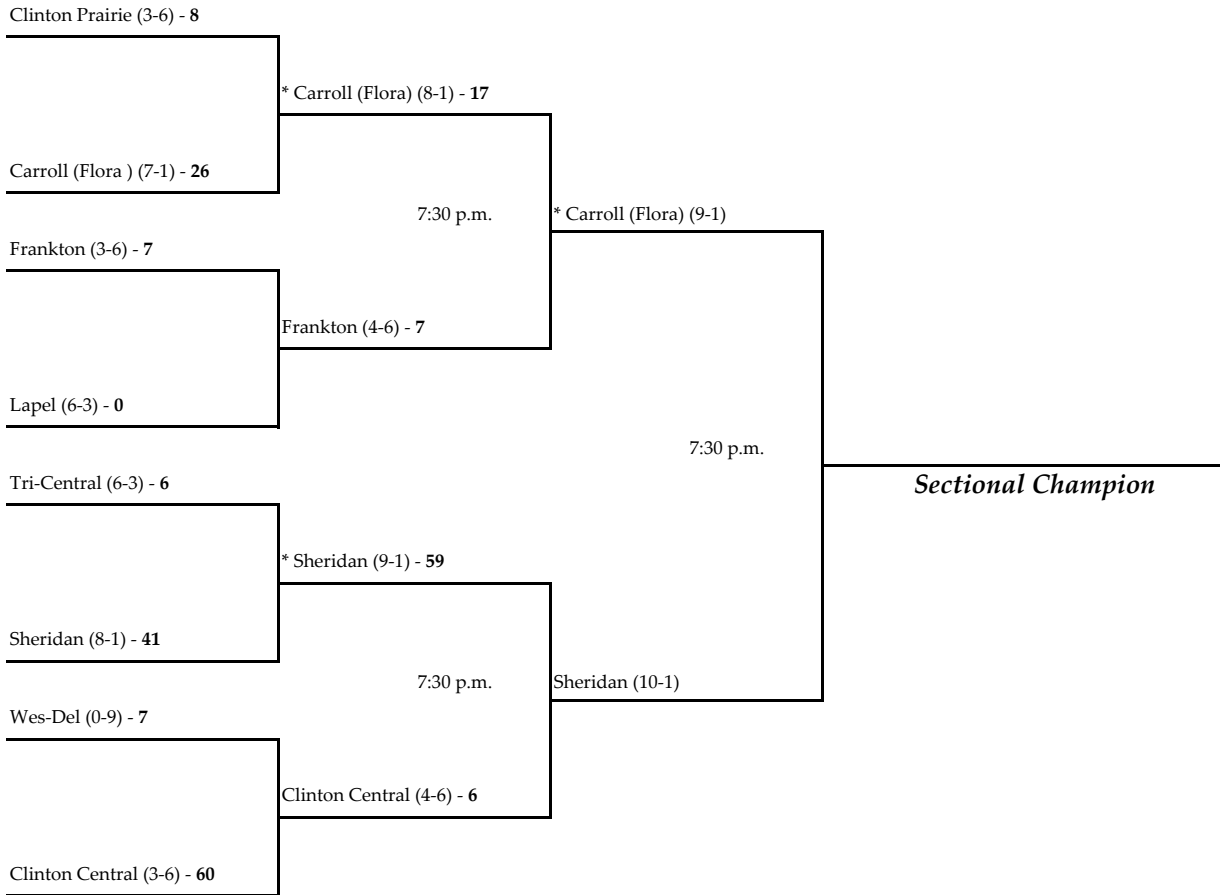 Clinton Prairie (3-6) - 8
* Carroll (Flora) (8-1) - 17
Carroll (Flora ) (7-1) - 26
7:30 p.m.
* Carroll (Flora) (9-1)
Frankton (3-6) - 7
Frankton (4-6) - 7
Lapel (6-3) - 0
7:30 p.m.
Tri-Central (6-3) - 6
Sectional Champion
* Sheridan (9-1) - 59
Sheridan (8-1) - 41
7:30 p.m.
Sheridan (10-1)
Wes-Del (0-9) - 7
Clinton Central (4-6) - 6
Clinton Central (3-6) - 60